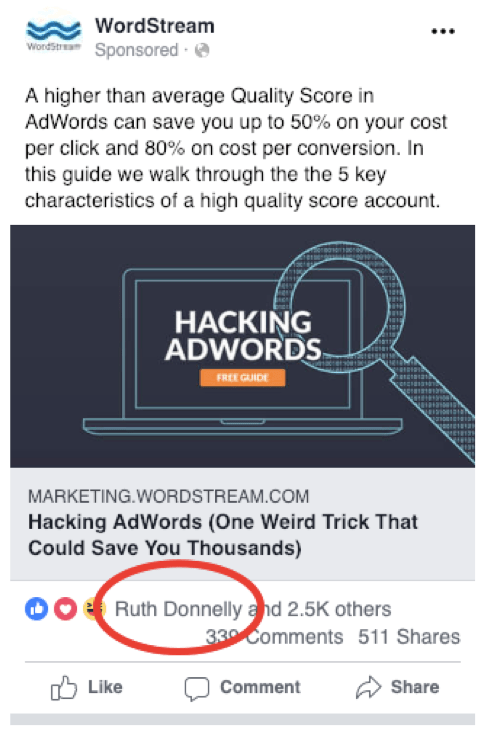 WordStream
WordStream
Sponsored ·
A higher than average Quality Score in
AdWords can save you up to 50% on your cost
per click and 80% on cost per conversion. In
this guide we walk through the the 5 key
characteristics of a high quality score account.
HACKING
ADWORDS
FREE GUIDE
MARKETING.WORDSTREAM.COM
Hacking AdWords (One Weird Trick That
Could Save You Thousands)
Ruth Donnelly and 2.5K others
339 Comments 511 Shares
Like Comment Share